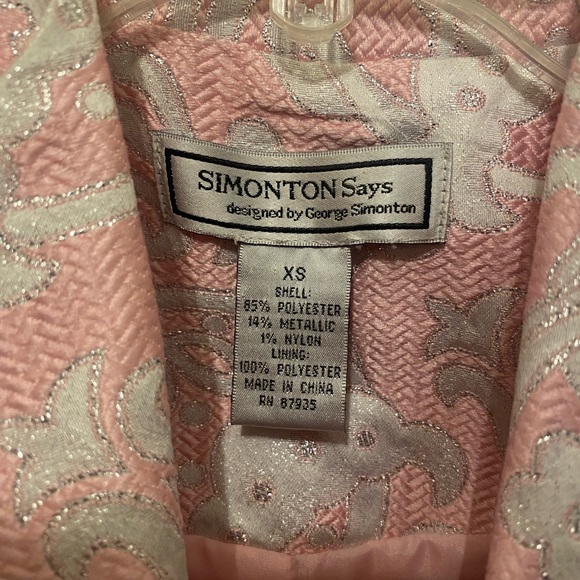 SIMONTON Says
designed by George Simonton
XS
SHELL:
85% POLYESTER
14% METALLIC
1% NYLON
LINING:
100% POLYESTER
MADE IN CHINA
RN 87935